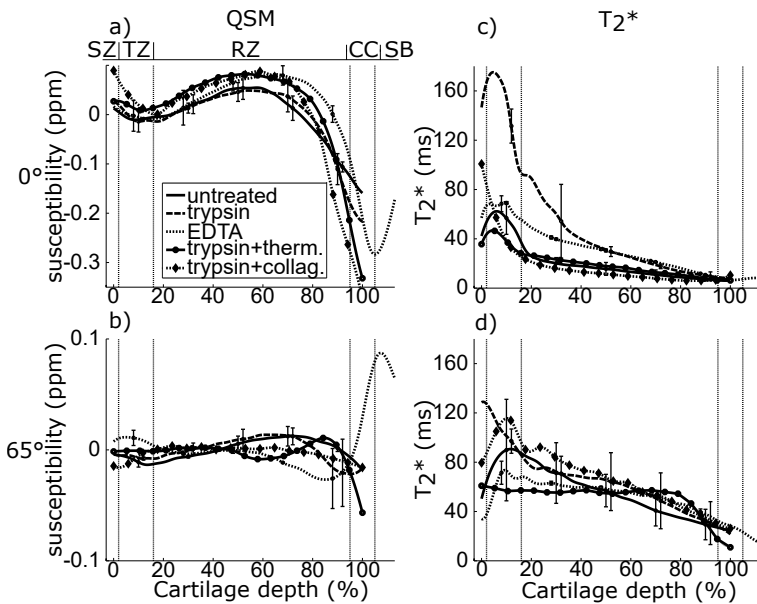 QSM T₂*
a)
SZ TZ RZ CC SB
0
-0.1
-0.2
-0.3
susceptibility (ppm)
0°
untreated
trypsin
EDTA
trypsin+therm.
trypsin+collag.
0 20 40 60 80 100
c)
160
120
80
40
0
T₂* (ms)
0 20 40 60 80 100
b)
0.1
0
-0.1
susceptibility (ppm)
65°
0 20 40 60 80 100
Cartilage depth (%)
d)
160
120
80
40
0
T₂* (ms)
0 20 40 60 80 100
Cartilage depth (%)